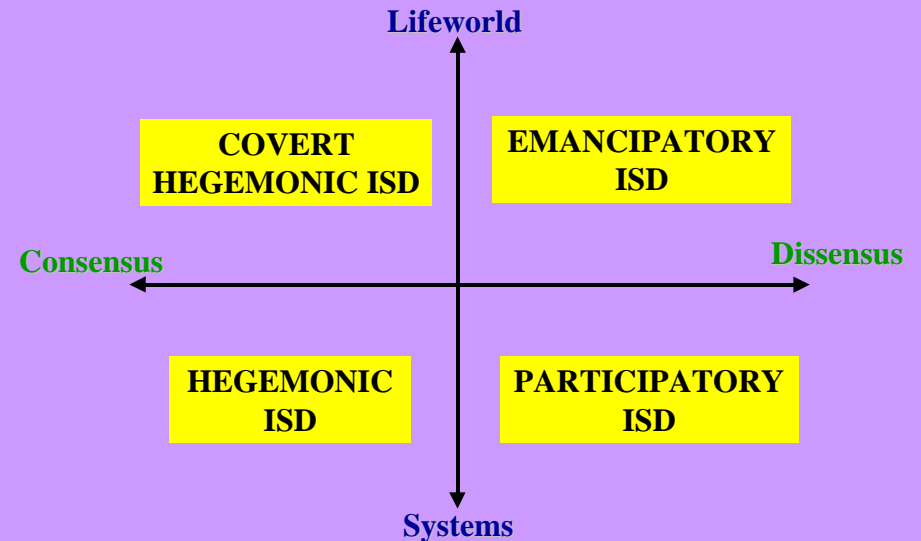 Lifeworld
COVERT
HEGEMONIC ISD
EMANCIPATORY
ISD
Consensus
Dissensus
HEGEMONIC
ISD
PARTICIPATORY
ISD
Systems